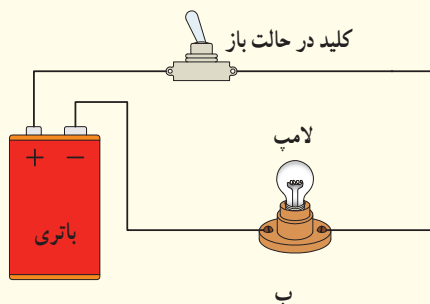 کلید در حالت باز
لامپ
+ −
باتری
ب